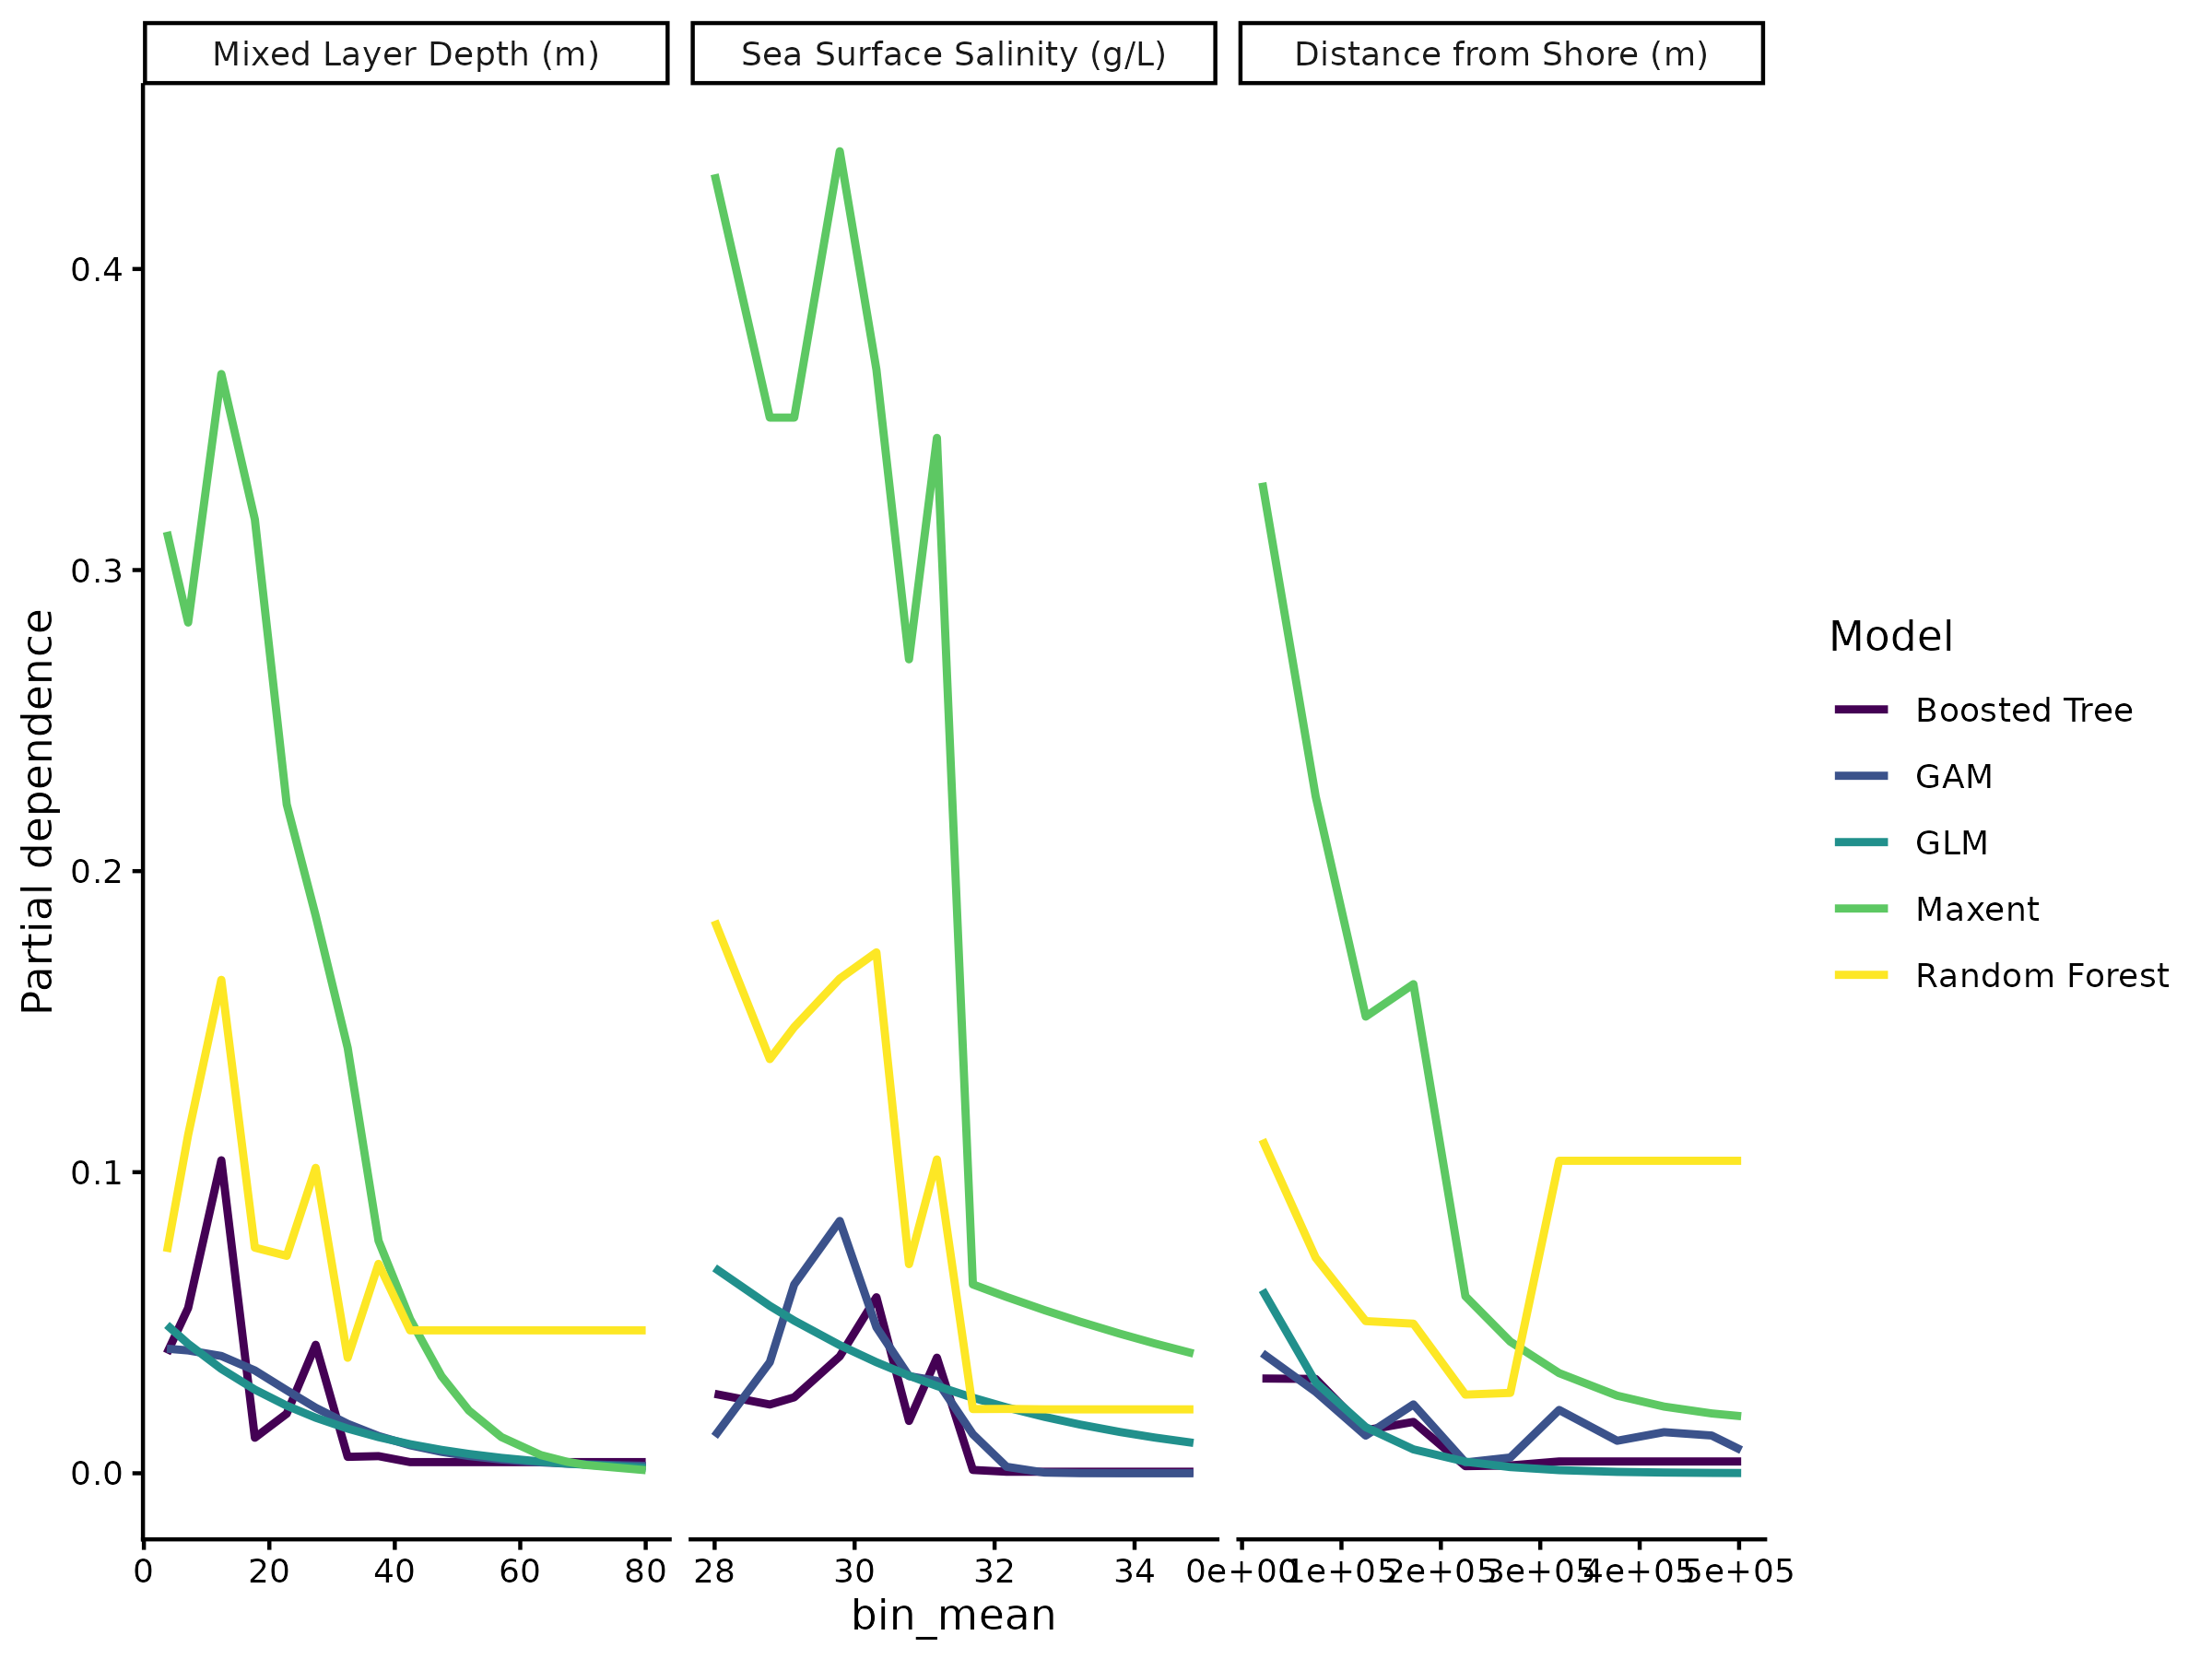 Mixed Layer Depth (m)
Sea Surface Salinity (g/L)
Distance from Shore (m)
Partial dependence
0.4
0.3
0.2
0.1
0.0
0 20 40 60 80
28 30 32 34
0e+00 1e+05 2e+05 3e+05 4e+05 5e+05
bin_mean
Model
Boosted Tree
GAM
GLM
Maxent
Random Forest